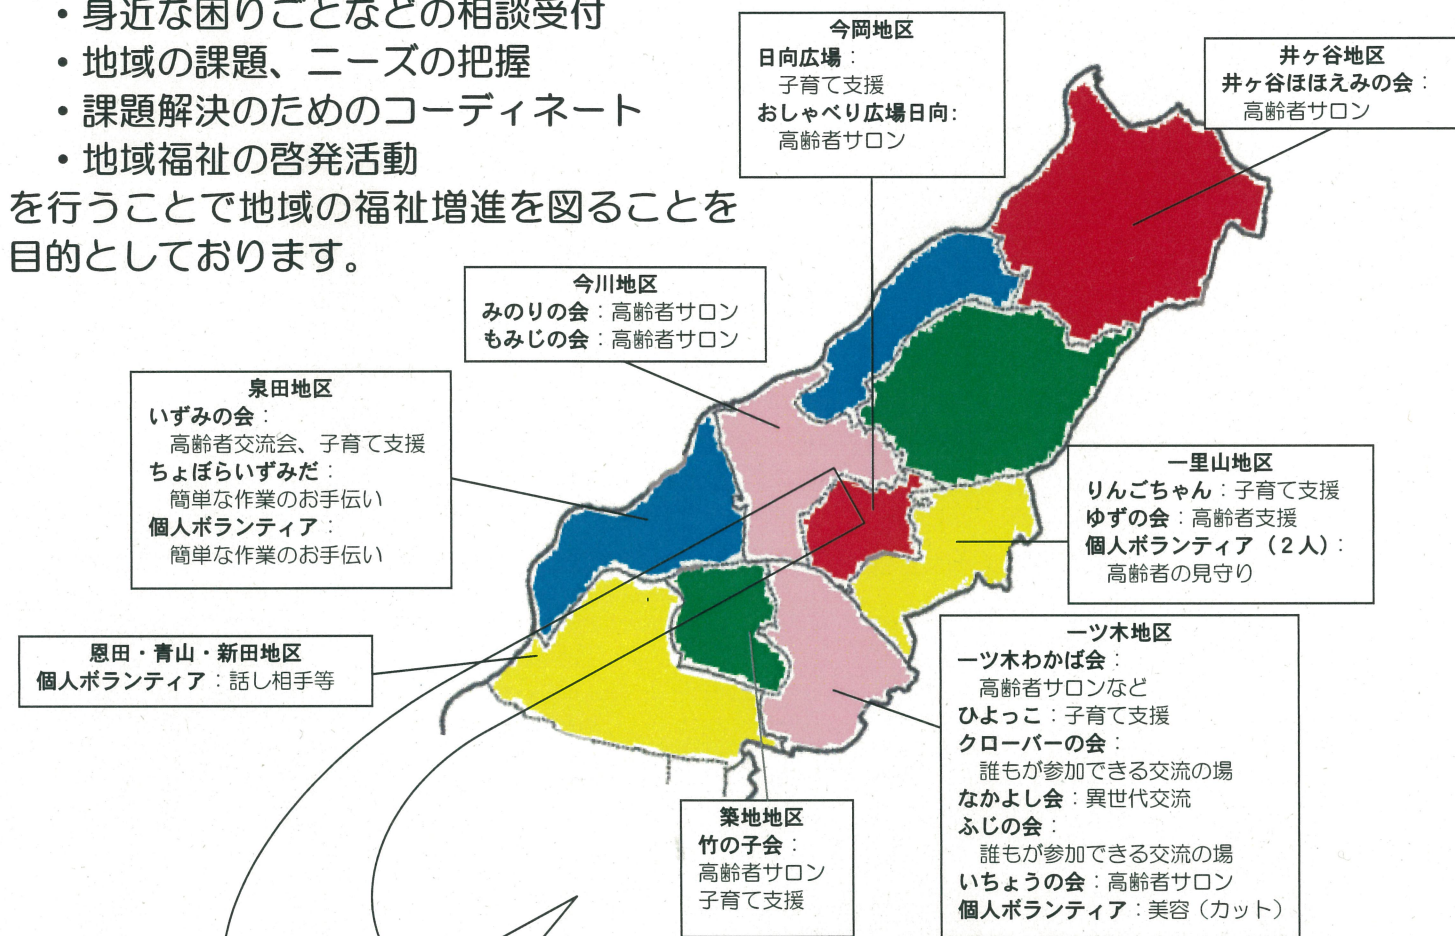 ・身近な困りごとなどの相談受付
・地域の課題、ニーズの把握
・課題解決のためのコーディネート
・地域福祉の啓発活動
を行うことで地域の福祉増進を図ることを
目的としております。
今岡地区
日向広場：
子育て支援
おしゃべり広場日向：
高齢者サロン
井ヶ谷地区
井ヶ谷ほほえみの会：
高齢者サロン
今川地区
みのりの会：高齢者サロン
もみじの会：高齢者サロン
泉田地区
いずみの会：
高齢者交流会、子育て支援
ちょぼらいずみだ：
簡単な作業のお手伝い
個人ボランティア：
簡単な作業のお手伝い
一里山地区
りんごちゃん：子育て支援
ゆずの会：高齢者支援
個人ボランティア（２人）：
高齢者の見守り
恩田・青山・新田地区
個人ボランティア：話し相手等
一ツ木地区
一ツ木わかば会：
高齢者サロンなど
ひよっこ：子育て支援
クローバーの会：
誰もが参加できる交流の場
なかよし会：異世代交流
ふじの会：
誰もが参加できる交流の場
いちょうの会：高齢者サロン
個人ボランティア：美容（カット）
築地地区
竹の子会：
高齢者サロン
子育て支援